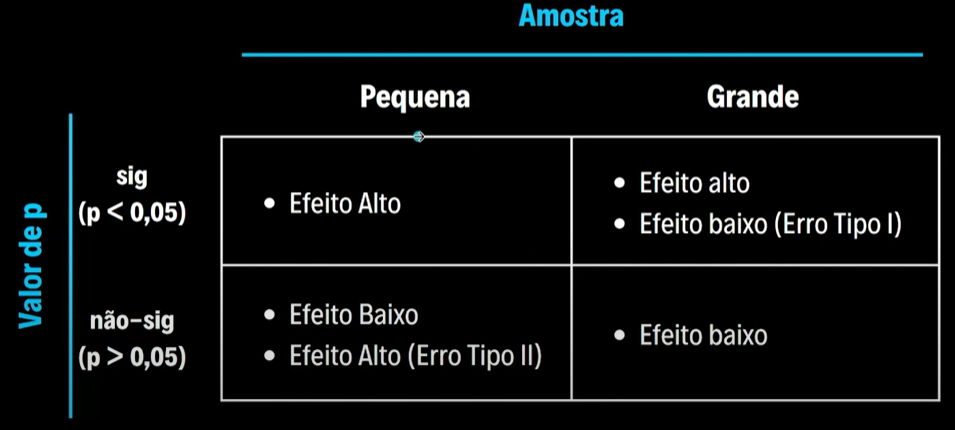 Amostra
Pequena
Grande
Valor de p
sig
(p < 0,05)
• Efeito Alto
• Efeito alto
• Efeito baixo (Erro Tipo I)
não-sig
(p > 0,05)
• Efeito Baixo
• Efeito Alto (Erro Tipo II)
• Efeito baixo